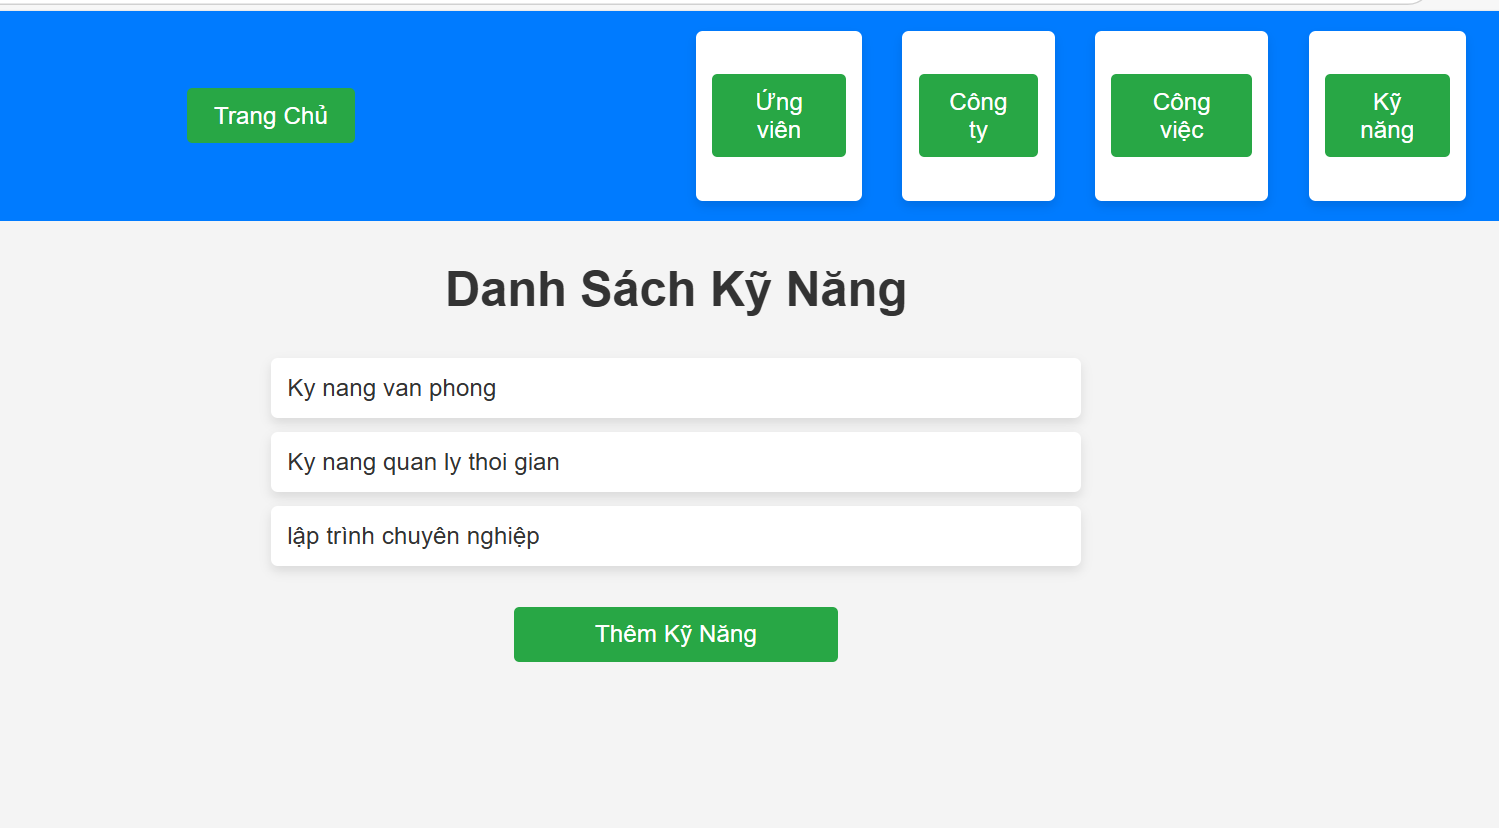 Trang Chủ
Ứng
viên
Công
ty
Công
việc
Kỹ
năng
Danh Sách Kỹ Năng
Ky nang van phong
Ky nang quan ly thoi gian
lập trình chuyên nghiệp
Thêm Kỹ Năng